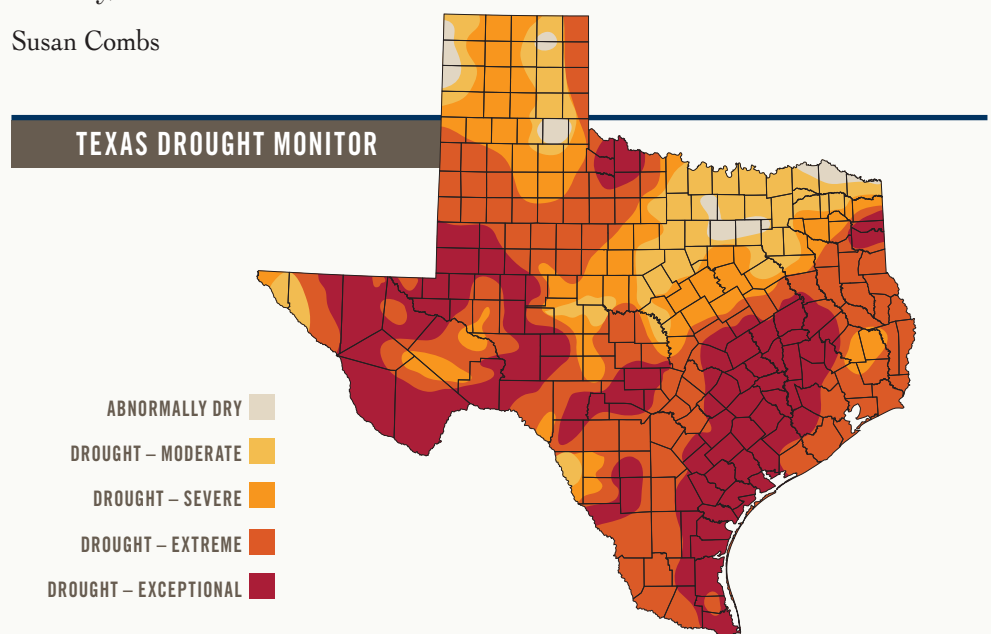 Susan Combs
TEXAS DROUGHT MONITOR
ABNORMALLY DRY
DROUGHT – MODERATE
DROUGHT – SEVERE
DROUGHT – EXTREME
DROUGHT – EXCEPTIONAL